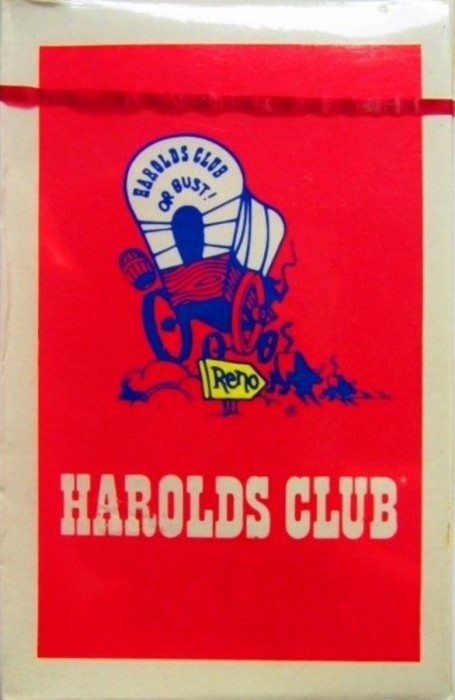 HAROLDS CLUB
OR BUST!
Reno
HAROLDS CLUB